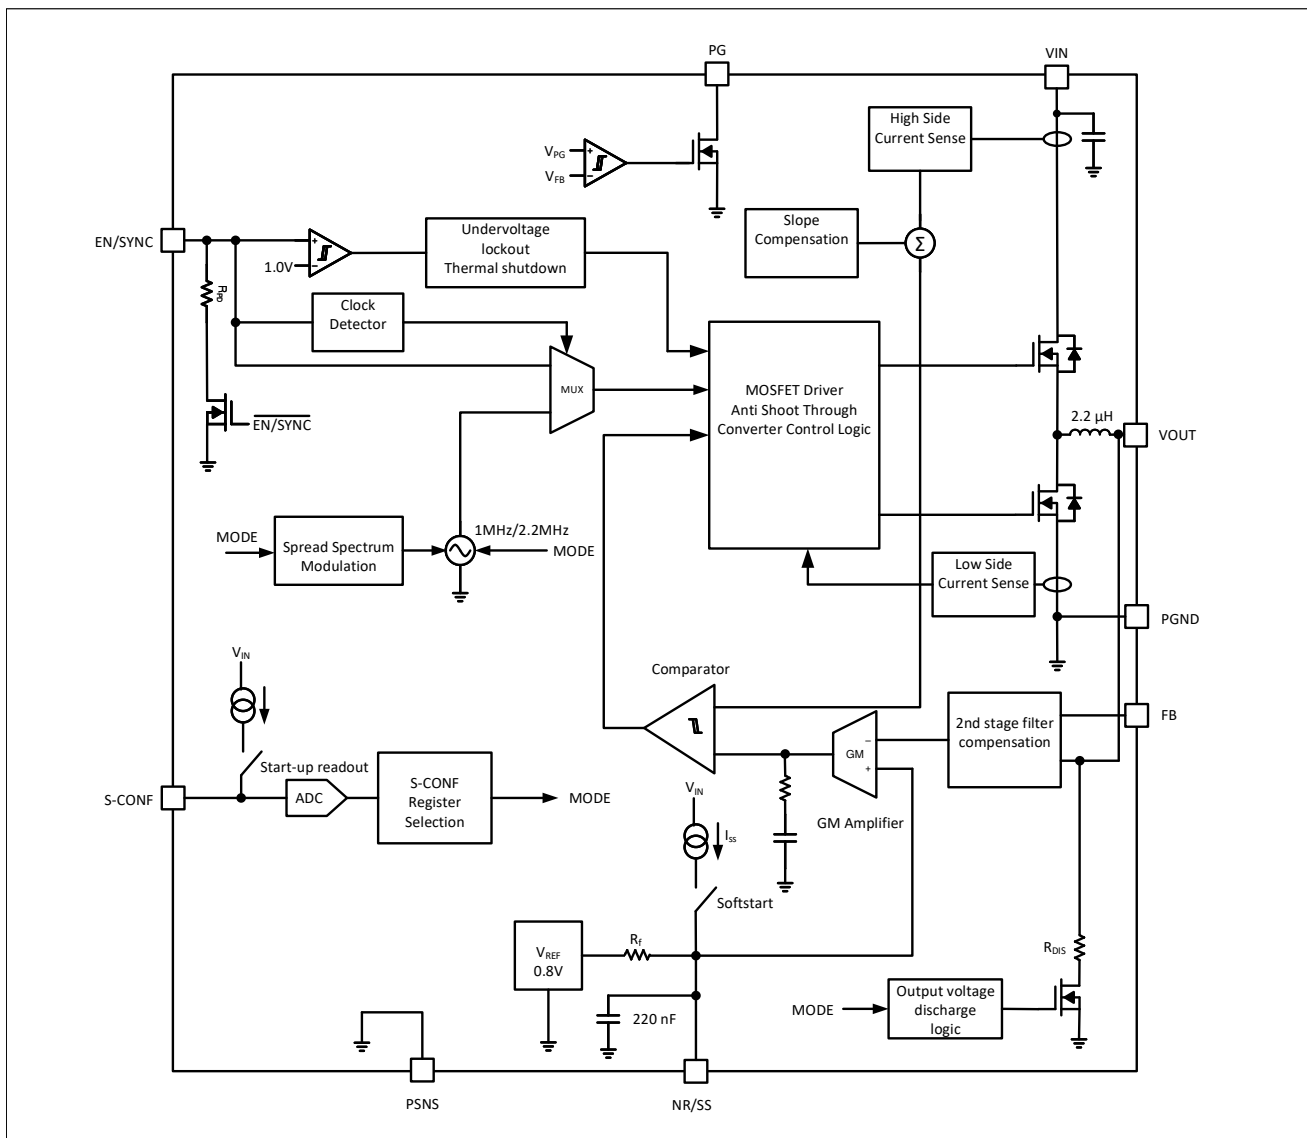 PG
VIN
High Side
Current Sense
VPG
+
VFB
−
Slope
Compensation
Σ
EN/SYNC
+
1.0V
−
Undervoltage
lockout
Thermal shutdown
RPD
Clock
Detector
MUX
EN/SYNC
MOSFET Driver
Anti Shoot Through
Converter Control Logic
2.2 µH
VOUT
1MHz/2.2MHz
MODE
Spread Spectrum
Modulation
MODE
Low Side
Current Sense
PGND
VIN
Comparator
FB
2nd stage filter
compensation
GM
−
+
GM Amplifier
Start-up readout
S-CONF
ADC
S-CONF
Register
Selection
MODE
VIN
ISS
Softstart
VREF
0.8V
Rf
RDIS
220 nF
MODE
Output voltage
discharge
logic
PSNS
NR/SS